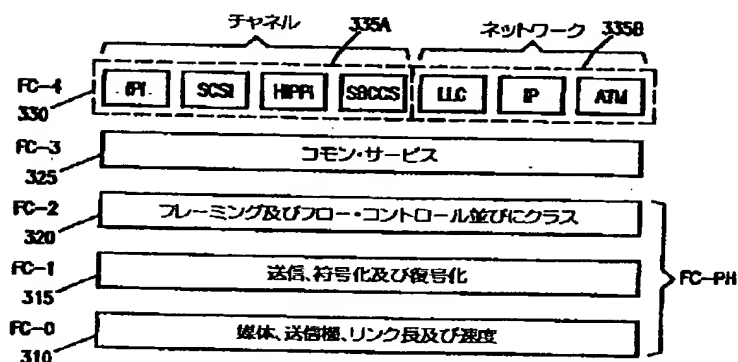 チャネル
335A
ネットワーク
335B
FC-4
330
IPI
SCSI
HIPPI
SBCCS
LLC
IP
ATM
FC-3
325
コモン・サービス
FC-2
320
フレーミング及びフロー・コントロール並びにクラス
FC-1
315
送信、符号化及び復号化
FC-PH
FC-0
310
媒体、送信機、リンク長及び速度